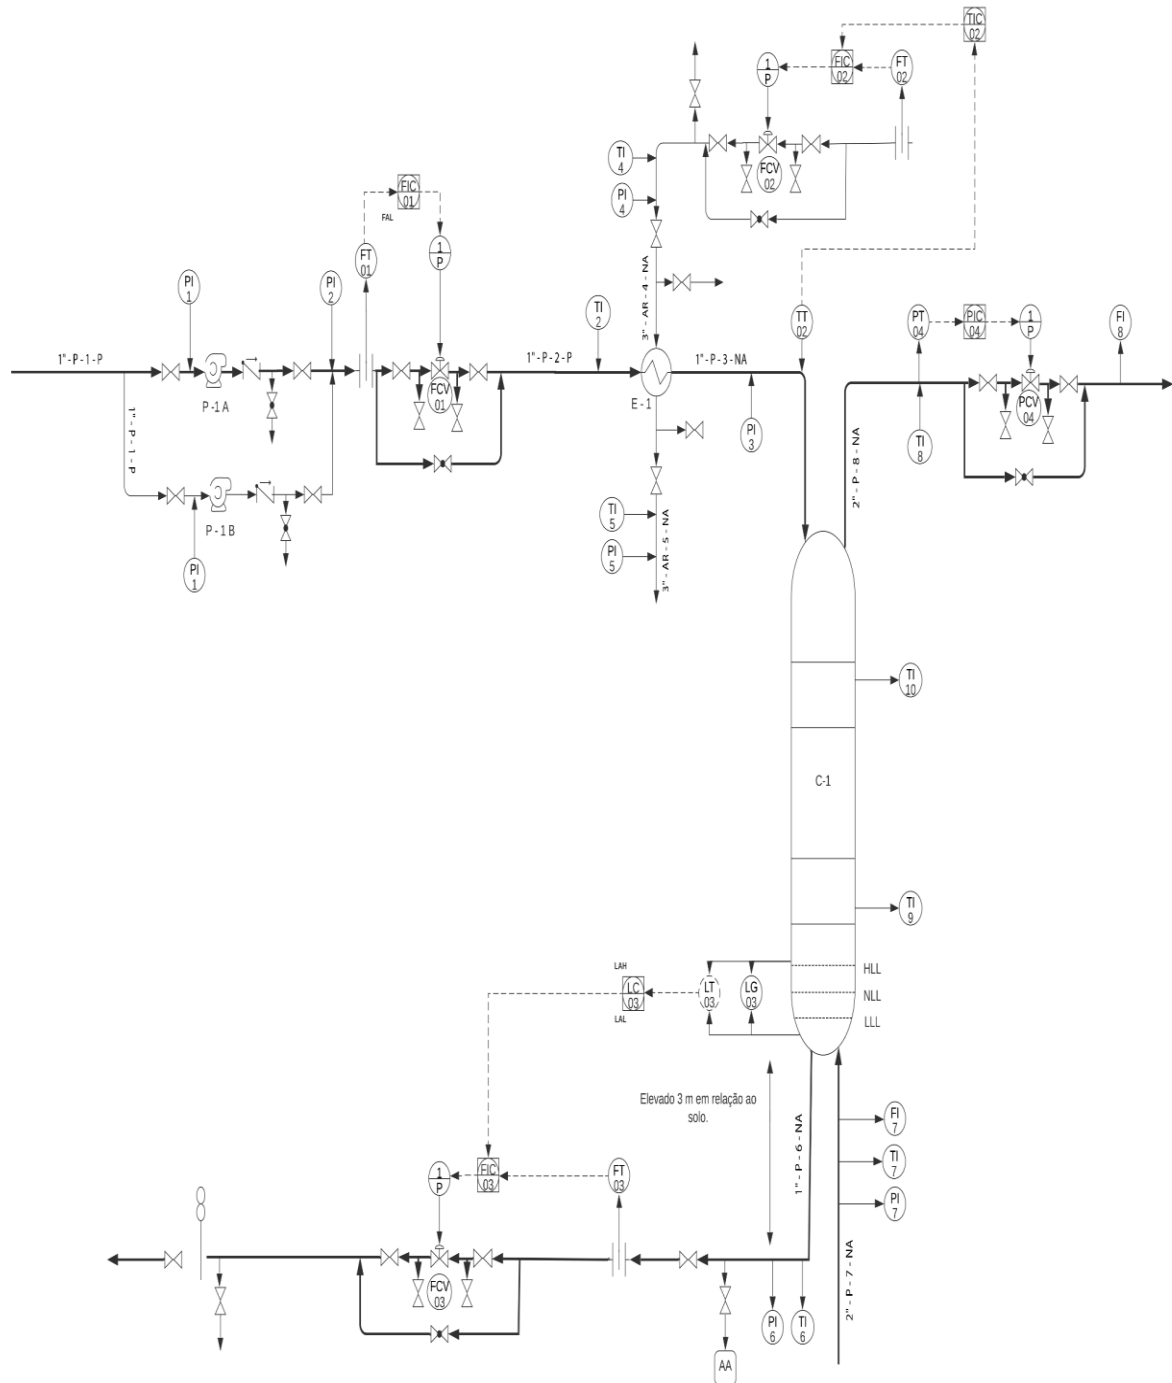 TIC
02
1
P
FIC
02
FT
02
FCV
02
TI
4
PI
4
FIC
01
FAL
FT
01
1
P
PI
1
PI
2
TI
2
3"-AR-4-NA
TT
02
PT
04
PIC
04
1
P
FI
8
1"-P-1-P
P-1A
FCV
01
1"-P-2-P
E-1
1"-P-3-NA
PI
3
PCV
04
TI
8
1"-P-1-P
P-1B
PI
1
TI
5
PI
5
3"-AR-5-NA
2"-P-8-NA
TI
10
C-1
TI
9
LAH
LC
03
LAL
LT
03
LG
03
HLL
NLL
LLL
Elevado 3 m em relação ao
solo.
1"-P-6-NA
FI
7
TI
7
PI
7
2"-P-7-NA
1
P
FIC
03
FT
03
FCV
03
PI
6
TI
6
AA